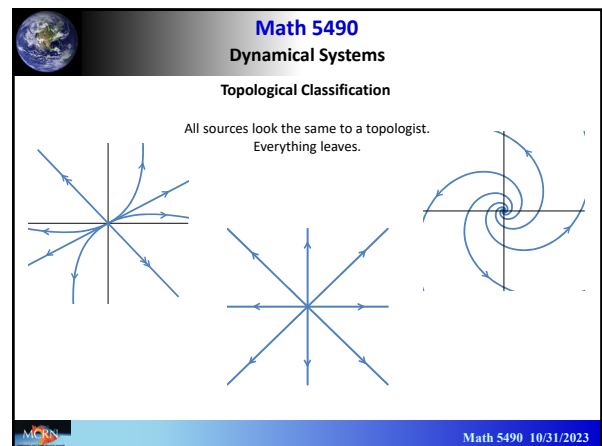 Math 5490
Dynamical Systems
Topological Classification
All sources look the same to a topologist.
Everything leaves.
MCRN
Math 5490 10/31/2023